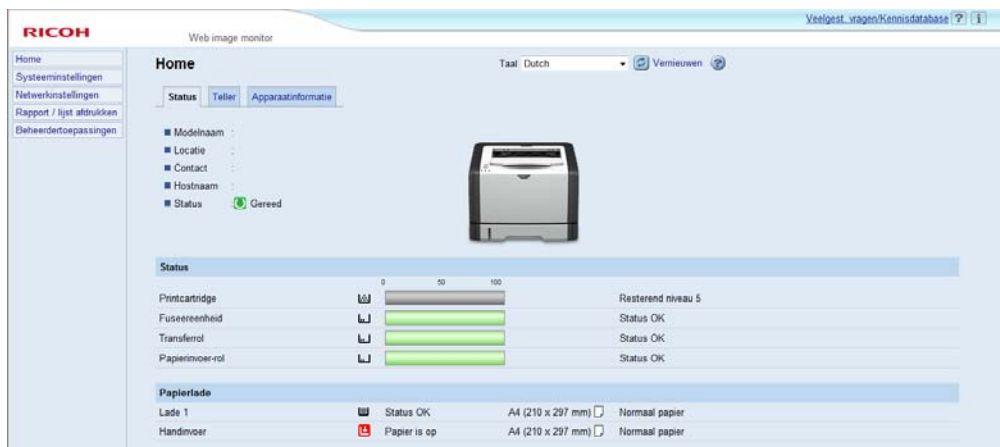 Veelgest. vragen/Kennisdatabase ? i
RICOH
Web image monitor
Home
Systeeminstellingen
Netwerkinstellingen
Rapport / lijst afdrukken
Beheerdertoepassingen
Home
Taal Dutch Vernieuwen ?
Status Teller Apparaatinformatie
Modelnaam :
Locatie :
Contact :
Hostnaam :
Status : Gereed
Status
0 50 100
Printcartridge Resterend niveau 5
Fuseereenheid Status OK
Transferrol Status OK
Papierinvoer-rol Status OK
Papierlade
Lade 1 Status OK A4 (210 x 297 mm) Normaal papier
Handinvoer Papier is op A4 (210 x 297 mm) Normaal papier